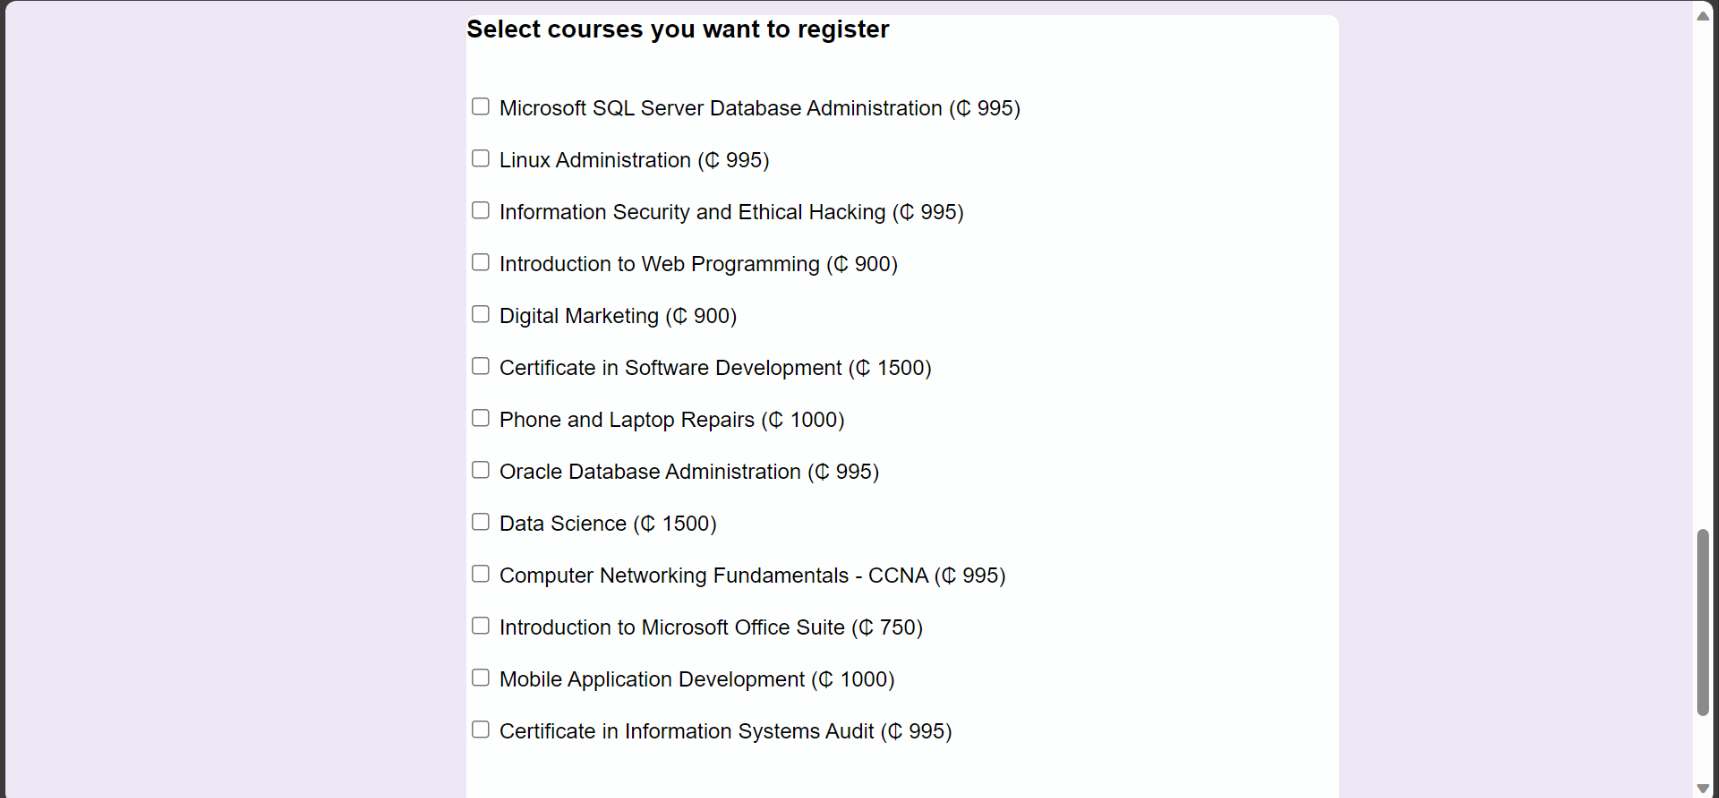 Select courses you want to register
Microsoft SQL Server Database Administration (₵ 995)
Linux Administration (₵ 995)
Information Security and Ethical Hacking (₵ 995)
Introduction to Web Programming (₵ 900)
Digital Marketing (₵ 900)
Certificate in Software Development (₵ 1500)
Phone and Laptop Repairs (₵ 1000)
Oracle Database Administration (₵ 995)
Data Science (₵ 1500)
Computer Networking Fundamentals - CCNA (₵ 995)
Introduction to Microsoft Office Suite (₵ 750)
Mobile Application Development (₵ 1000)
Certificate in Information Systems Audit (₵ 995)